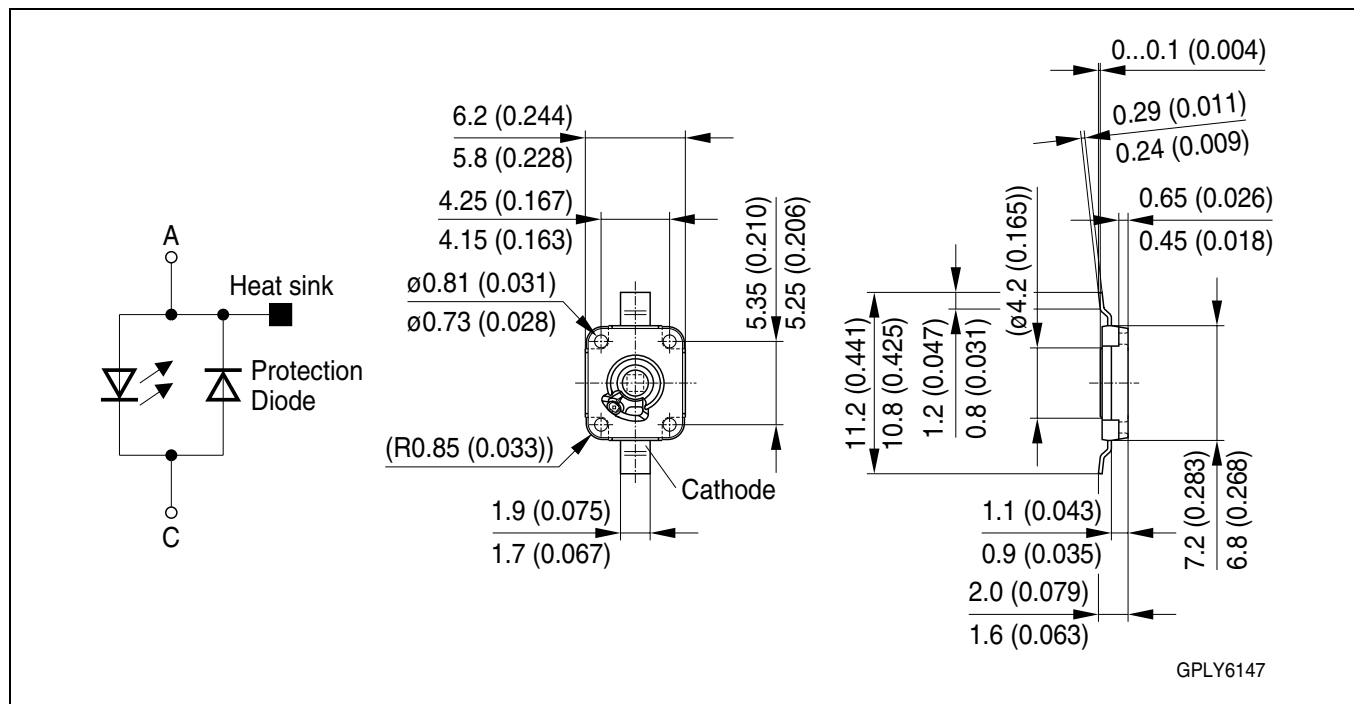 A
Heat sink
Protection
Diode
C
6.2 (0.244)
5.8 (0.228)
4.25 (0.167)
4.15 (0.163)
ø0.81 (0.031)
ø0.73 (0.028)
(R0.85 (0.033))
1.9 (0.075)
1.7 (0.067)
Cathode
5.35 (0.210)
5.25 (0.206)
0...0.1 (0.004)
0.29 (0.011)
0.24 (0.009)
0.65 (0.026)
0.45 (0.018)
(ø4.2 (0.165))
11.2 (0.441)
10.8 (0.425)
1.2 (0.047)
0.8 (0.031)
7.2 (0.283)
6.8 (0.268)
1.1 (0.043)
0.9 (0.035)
2.0 (0.079)
1.6 (0.063)
GPLY6147